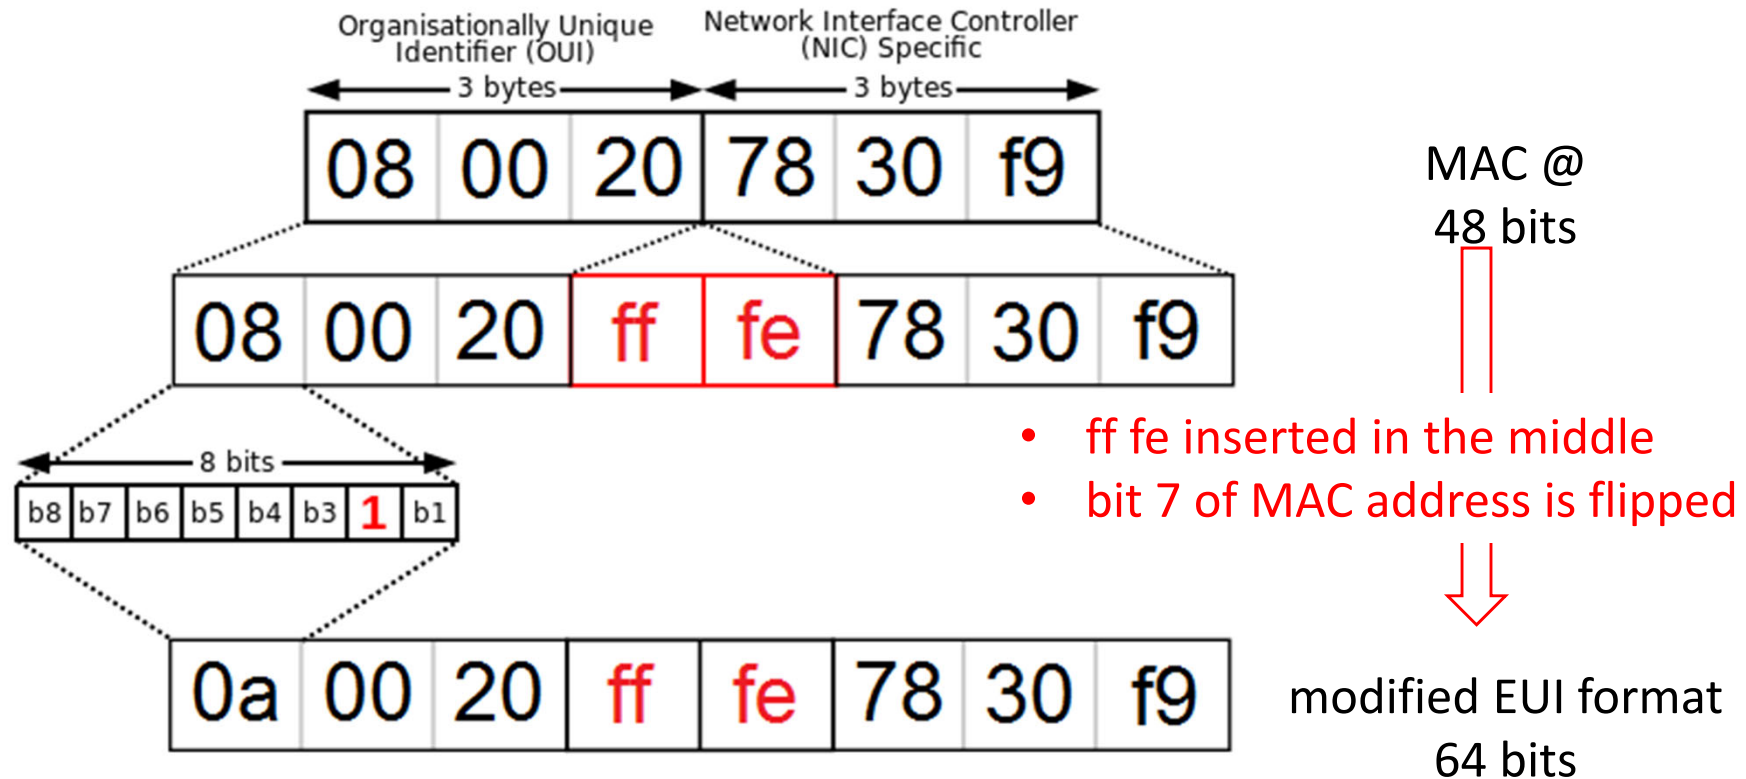 Organisationally Unique
Identifier (OUI)
Network Interface Controller
(NIC) Specific
3 bytes
3 bytes
08 00 20 78 30 f9
MAC @
48 bits
08 00 20 ff fe 78 30 f9
• ff fe inserted in the middle
• bit 7 of MAC address is flipped
8 bits
b8 b7 b6 b5 b4 b3 1 b1
0a 00 20 ff fe 78 30 f9
modified EUI format
64 bits